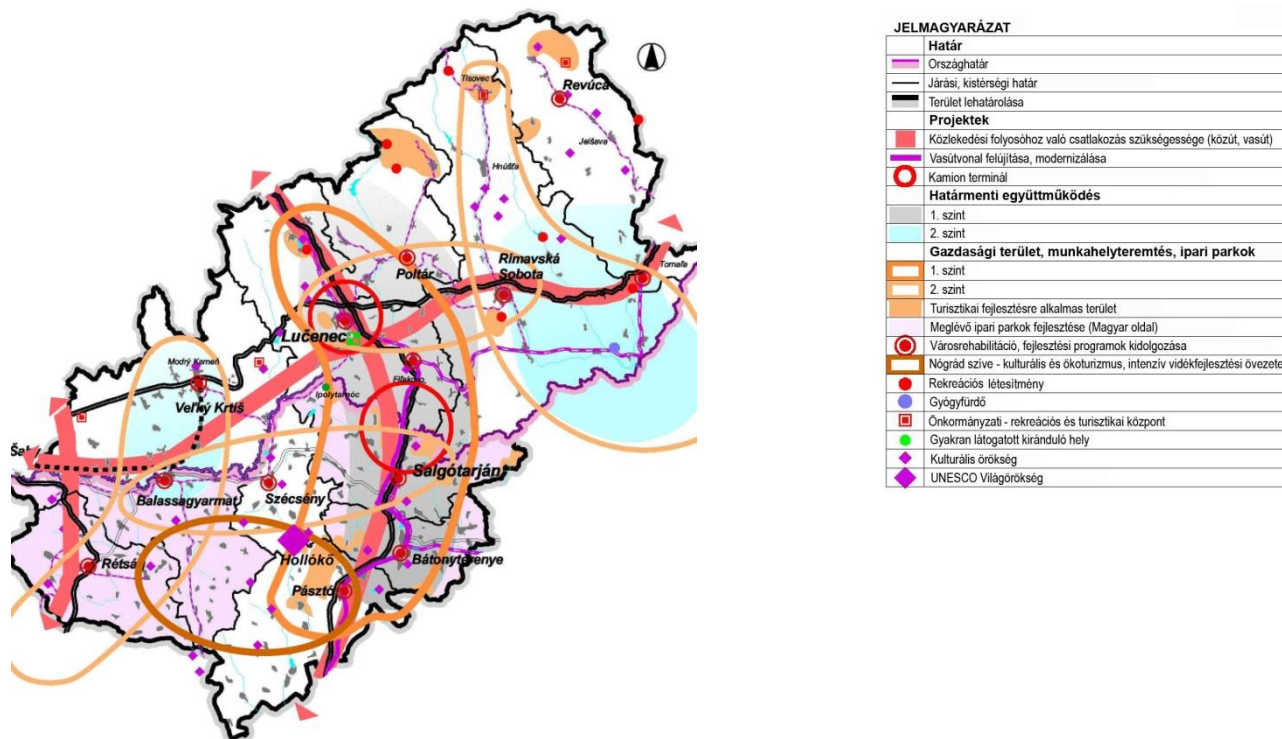 Tisovec
Revúca
Jelšava
Hnúšťa
Rimavská
Sobota
Poltár
Tornaľa
Lučenec
Fiľakovo
Modrý Kameň
Veľký Krtíš
Ipolytarnóc
Salgótarján
Balassagyarmat
Szécsény
Hollókő
Rétsá
Bátonyterenye
Pásztó
JELMAGYARÁZAT
Határ
Országhatár
Járási, kistérségi határ
Terület lehatárolása
Projektek
Közlekedési folyosóhoz való csatlakozás szükségessége (közút, vasút)
Vasútvonal felújítása, modernizálása
Kamion terminál
Határmenti együttműködés
1. szint
2. szint
Gazdasági terület, munkahelyteremtés, ipari parkok
1. szint
2. szint
Turisztikai fejlesztésre alkalmas terület
Meglévő ipari parkok fejlesztése (Magyar oldal)
Városrehabilitáció, fejlesztési programok kidolgozása
Nógrád szíve - kulturális és ökoturizmus, intenzív vidékfejlesztési övezete
Rekreációs létesítmény
Gyógyfürdő
Önkormányzati - rekreációs és turisztikai központ
Gyakran látogatott kiránduló hely
Kulturális örökség
UNESCO Világörökség